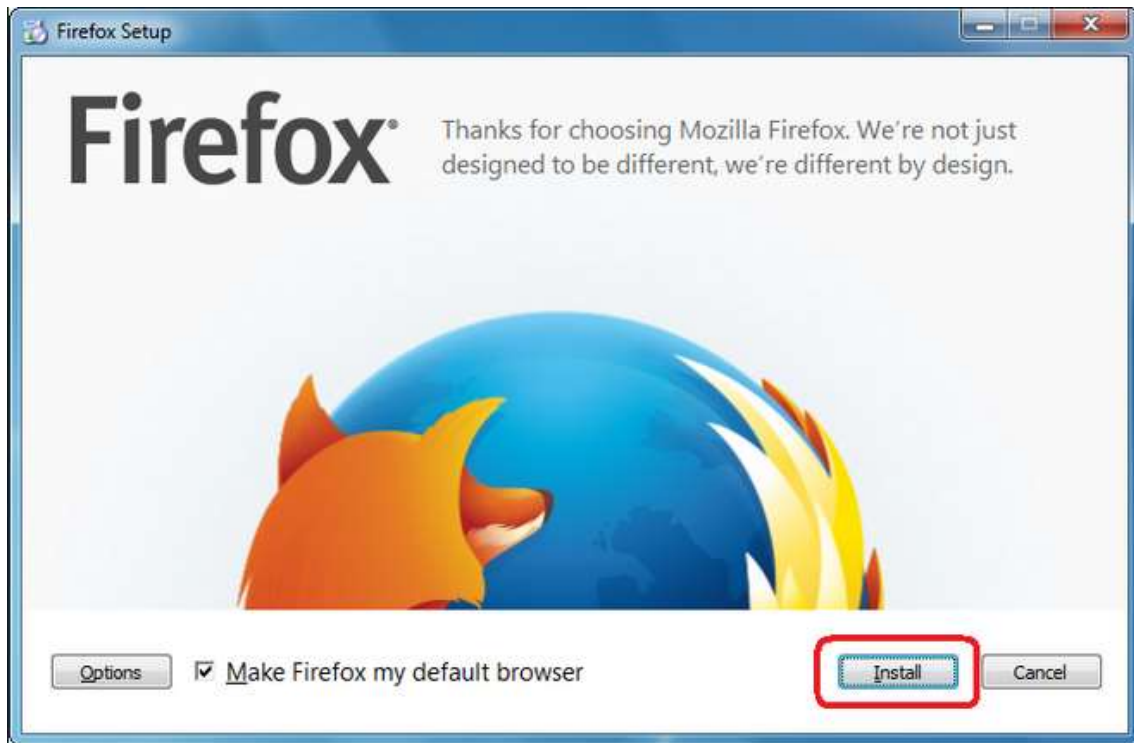 Firefox Setup
Firefox®
Thanks for choosing Mozilla Firefox. We're not just
designed to be different, we're different by design.
Options
Make Firefox my default browser
Install
Cancel